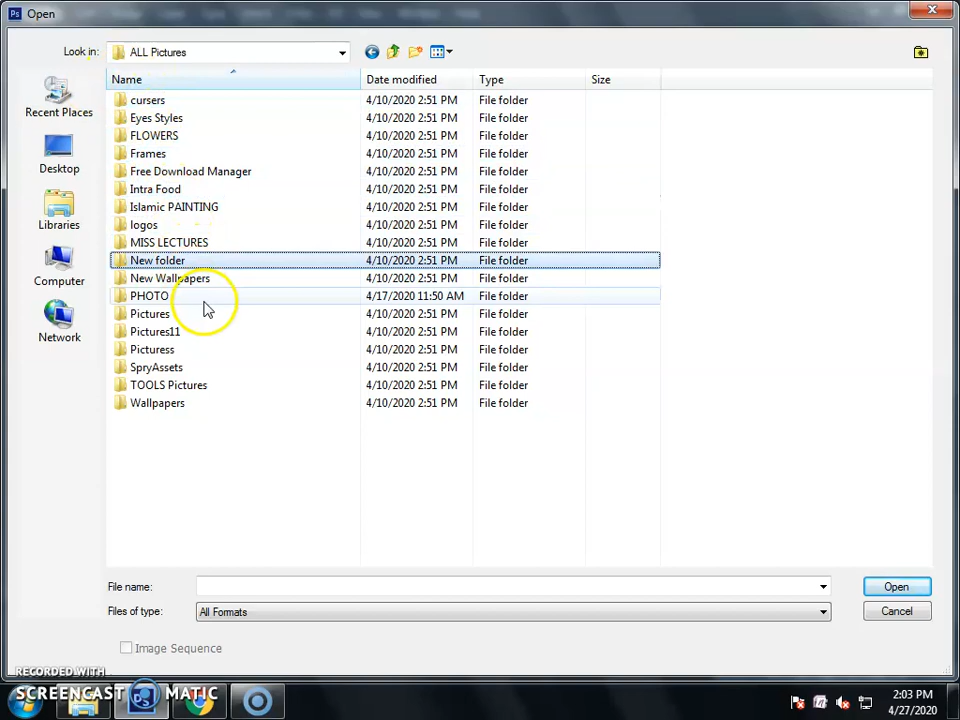 Ps Open
Look in: ALL Pictures
Name Date modified Type Size
Recent Places
Desktop
Libraries
Computer
Network
cursers 4/10/2020 2:51 PM File folder
Eyes Styles 4/10/2020 2:51 PM File folder
FLOWERS 4/10/2020 2:51 PM File folder
Frames 4/10/2020 2:51 PM File folder
Free Download Manager 4/10/2020 2:51 PM File folder
Intra Food 4/10/2020 2:51 PM File folder
Islamic PAINTING 4/10/2020 2:51 PM File folder
logos 4/10/2020 2:51 PM File folder
MISS LECTURES 4/10/2020 2:51 PM File folder
New folder 4/10/2020 2:51 PM File folder
New Wallpapers 4/10/2020 2:51 PM File folder
PHOTO 4/17/2020 11:50 AM File folder
Pictures 4/10/2020 2:51 PM File folder
Pictures11 4/10/2020 2:51 PM File folder
Picturess 4/10/2020 2:51 PM File folder
SpryAssets 4/10/2020 2:51 PM File folder
TOOLS Pictures 4/10/2020 2:51 PM File folder
Wallpapers 4/10/2020 2:51 PM File folder
File name: Open
Files of type: All Formats Cancel
Image Sequence
RECORDED WITH
SCREENCAST MATIC
Ps
2:03 PM
4/27/2020